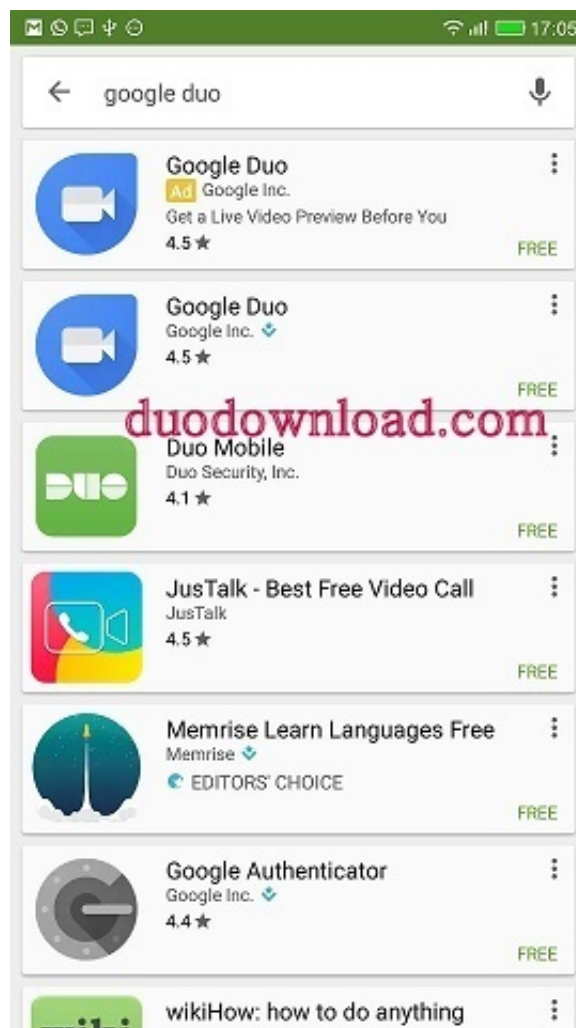 17:05
google duo
Google Duo
Ad Google Inc.
Get a Live Video Preview Before You
4.5
FREE
Google Duo
Google Inc.
4.5
FREE
duodownload.com
Duo Mobile
DUO
Duo Security, Inc.
4.1
FREE
JusTalk - Best Free Video Call
JusTalk
4.5
FREE
Memrise Learn Languages Free
Memrise
EDITORS' CHOICE
FREE
Google Authenticator
Google Inc.
4.4
FREE
wikiHow: how to do anything
wiki